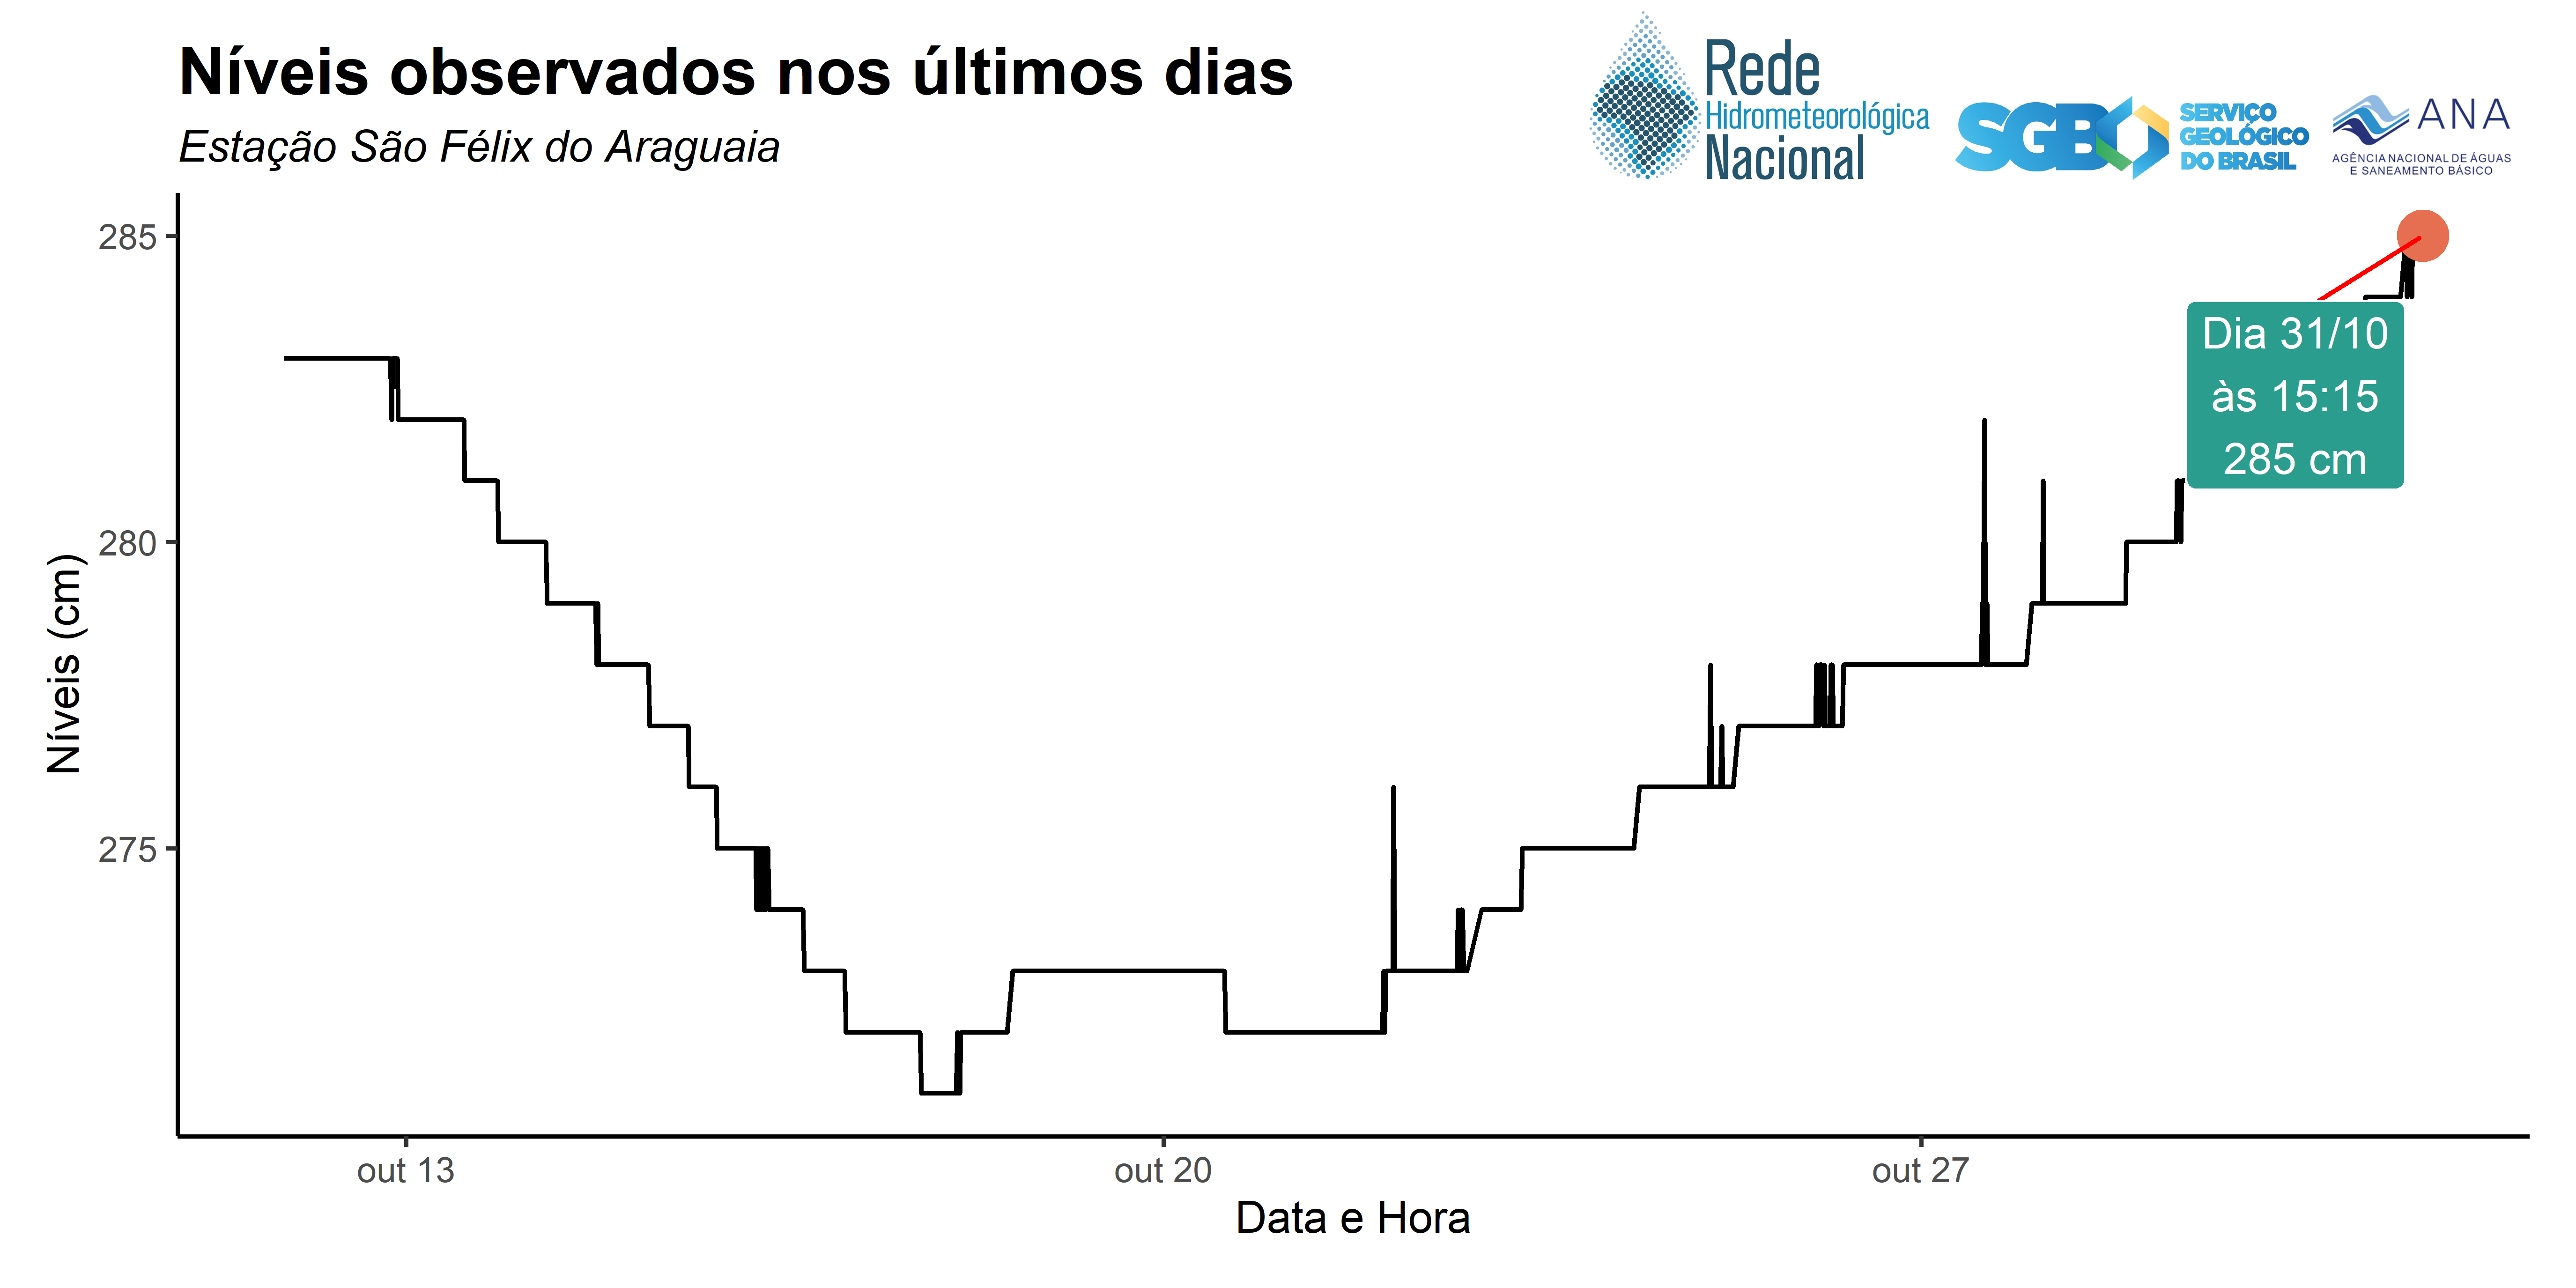 Níveis observados nos últimos dias
Estação São Félix do Araguaia
Rede
Hidrometeorológica
Nacional
SGB
SERVIÇO
GEOLÓGICO
DO BRASIL
ANA
AGÊNCIA NACIONAL DE ÁGUAS
E SANEAMENTO BÁSICO
285
280
275
Níveis (cm)
Dia 31/10
às 15:15
285 cm
out 13
out 20
out 27
Data e Hora